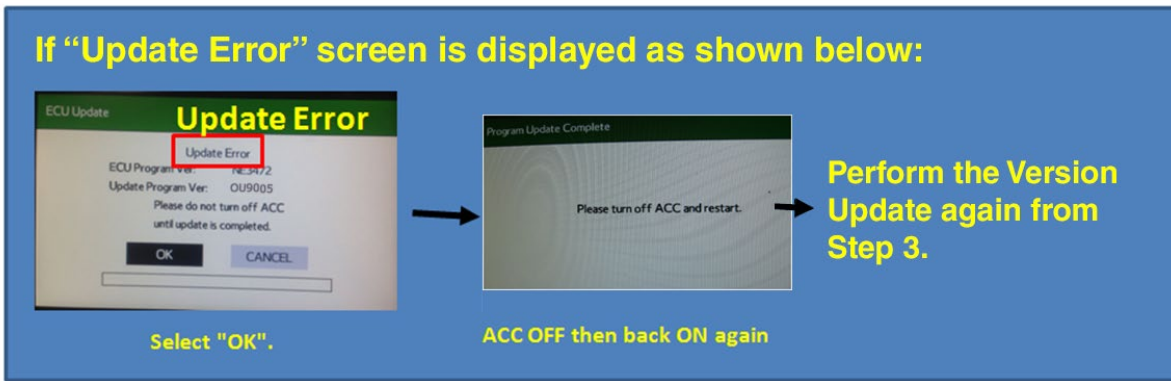 If “Update Error” screen is displayed as shown below:
ECU Update
Update Error
Update Error
ECU Program Ver: NE3472
Update Program Ver: OU9005
Please do not turn off ACC
until update is completed.
OK CANCEL
Select "OK".
Program Update Complete
Please turn off ACC and restart.
ACC OFF then back ON again
Perform the Version
Update again from
Step 3.